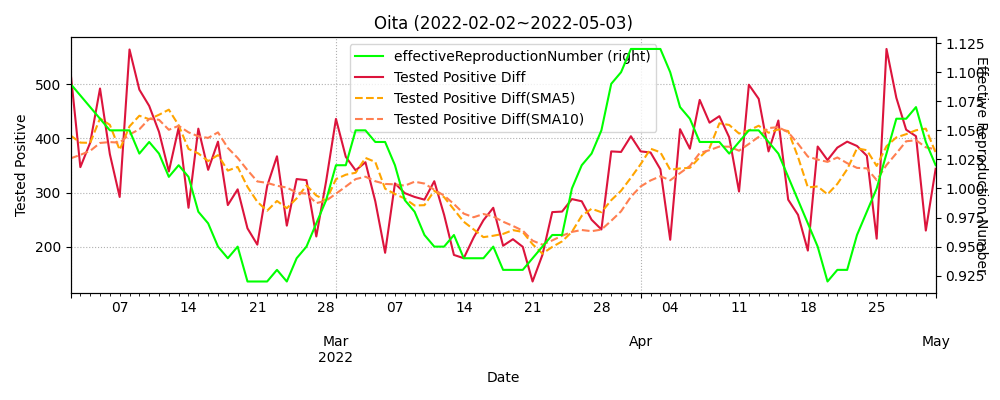 Oita (2022-02-02~2022-05-03)
effectiveReproductionNumber (right)
Tested Positive Diff
Tested Positive Diff(SMA5)
Tested Positive Diff(SMA10)
Tested Positive
500
400
300
200
1.125
1.100
1.075
1.050
1.025
1.000
0.975
0.950
0.925
Effective Reproduction Number
07 14 21 28 07 14 21 28 04 11 18 25
Mar Apr May
2022
Date